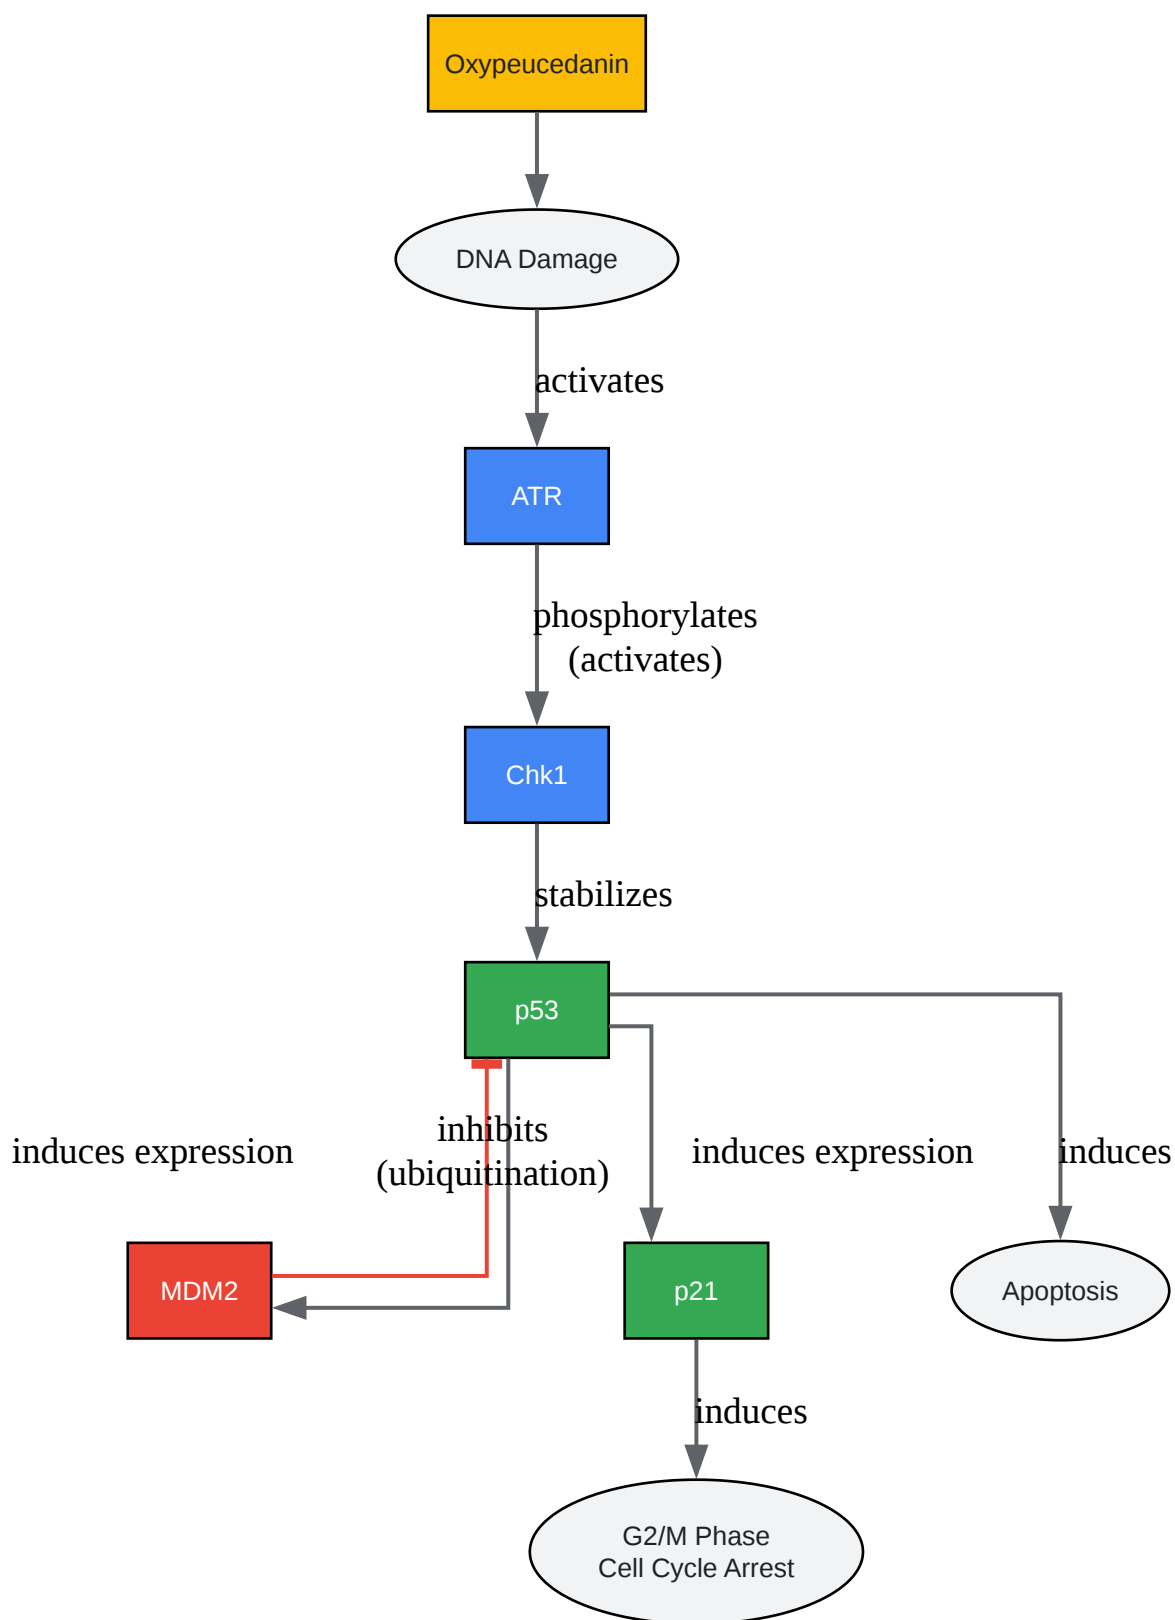 Oxypeucedanin
DNA Damage
activates
ATR
phosphorylates
(activates)
Chk1
stabilizes
p53
induces expression
inhibits
(ubiquitination)
induces expression
induces
MDM2
p21
Apoptosis
induces
G2/M Phase
Cell Cycle Arrest